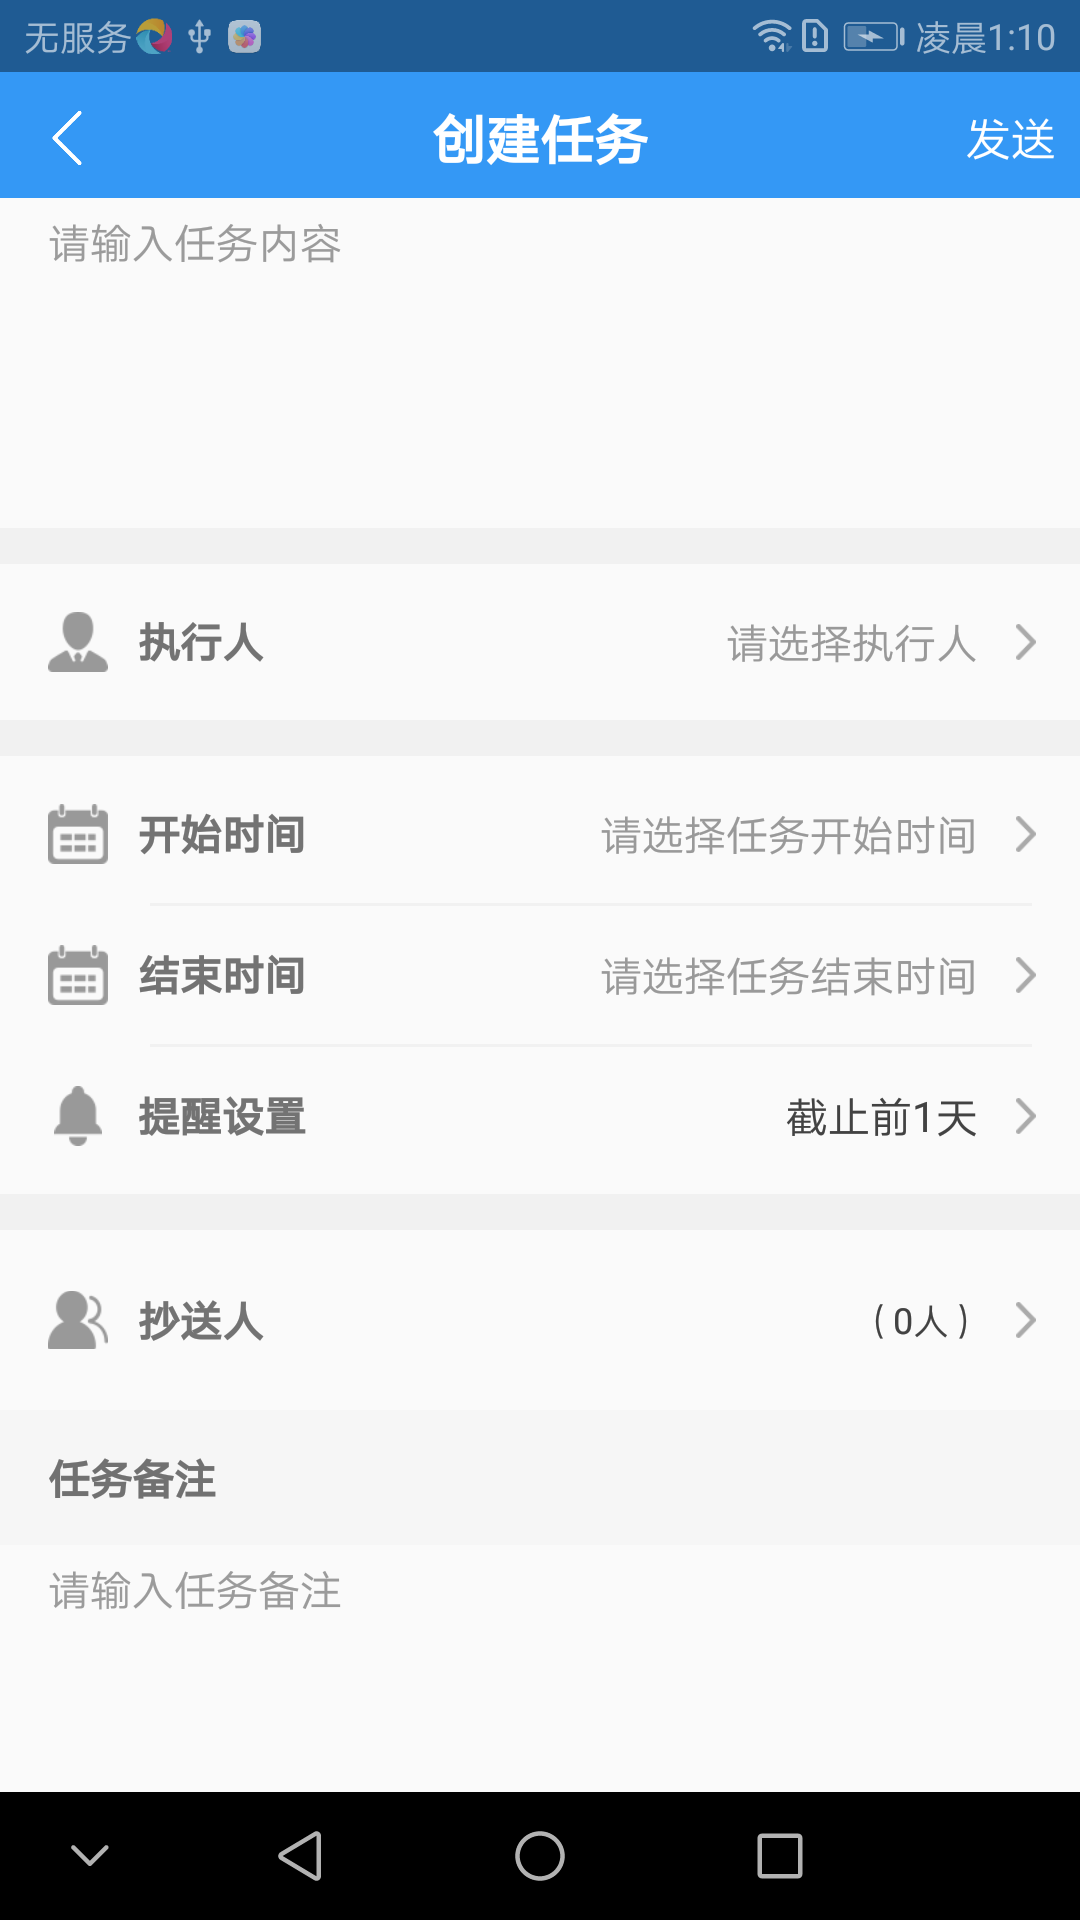 无服务 凌晨1:10
创建任务 发送
请输入任务内容
执行人 请选择执行人
开始时间 请选择任务开始时间
结束时间 请选择任务结束时间
提醒设置 截止前1天
抄送人 （0人）
任务备注
请输入任务备注